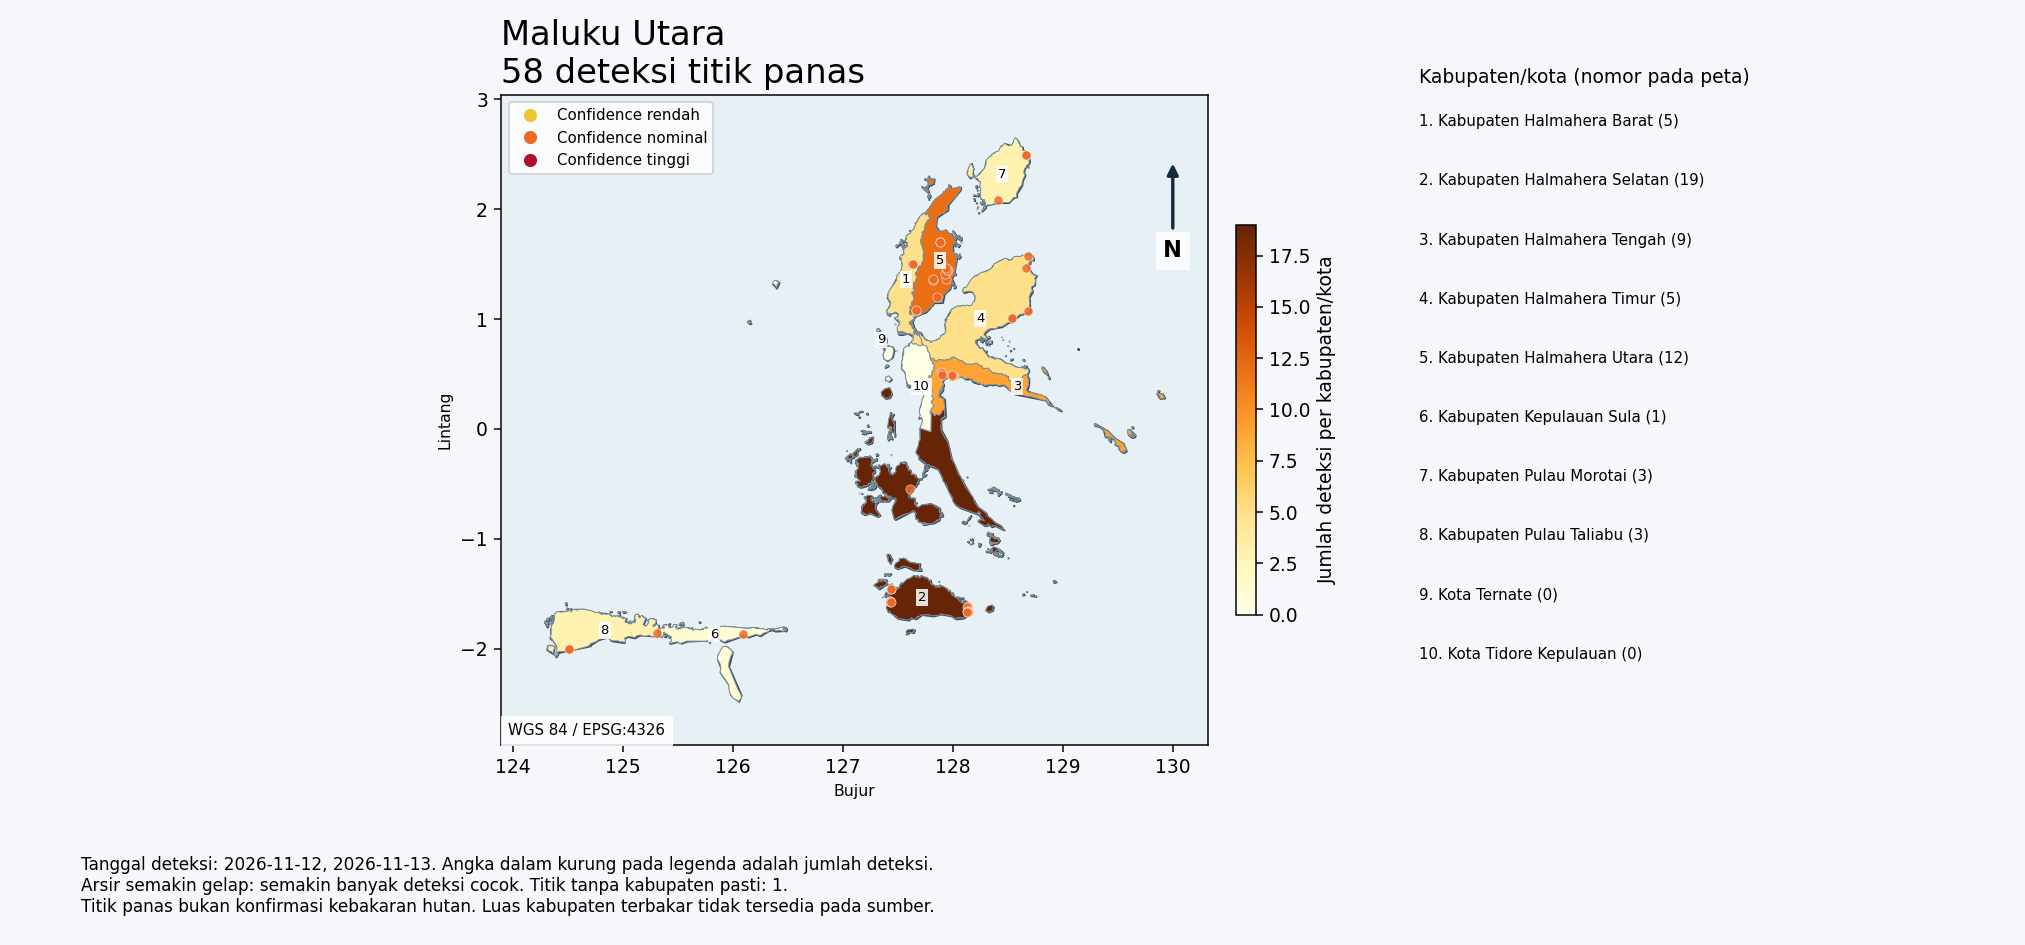 Maluku Utara
58 deteksi titik panas
Confidence rendah
Confidence nominal
Confidence tinggi
3
2
1
0
−1
−2
Lintang
124
125
126
127
128
129
130
Bujur
N
7
5
1
4
9
10
3
2
8
6
WGS 84 / EPSG:4326
17.5
15.0
12.5
10.0
7.5
5.0
2.5
0.0
Jumlah deteksi per kabupaten/kota
Kabupaten/kota (nomor pada peta)
1. Kabupaten Halmahera Barat (5)
2. Kabupaten Halmahera Selatan (19)
3. Kabupaten Halmahera Tengah (9)
4. Kabupaten Halmahera Timur (5)
5. Kabupaten Halmahera Utara (12)
6. Kabupaten Kepulauan Sula (1)
7. Kabupaten Pulau Morotai (3)
8. Kabupaten Pulau Taliabu (3)
9. Kota Ternate (0)
10. Kota Tidore Kepulauan (0)
Tanggal deteksi: 2026-11-12, 2026-11-13. Angka dalam kurung pada legenda adalah jumlah deteksi.
Arsir semakin gelap: semakin banyak deteksi cocok. Titik tanpa kabupaten pasti: 1.
Titik panas bukan konfirmasi kebakaran hutan. Luas kabupaten terbakar tidak tersedia pada sumber.